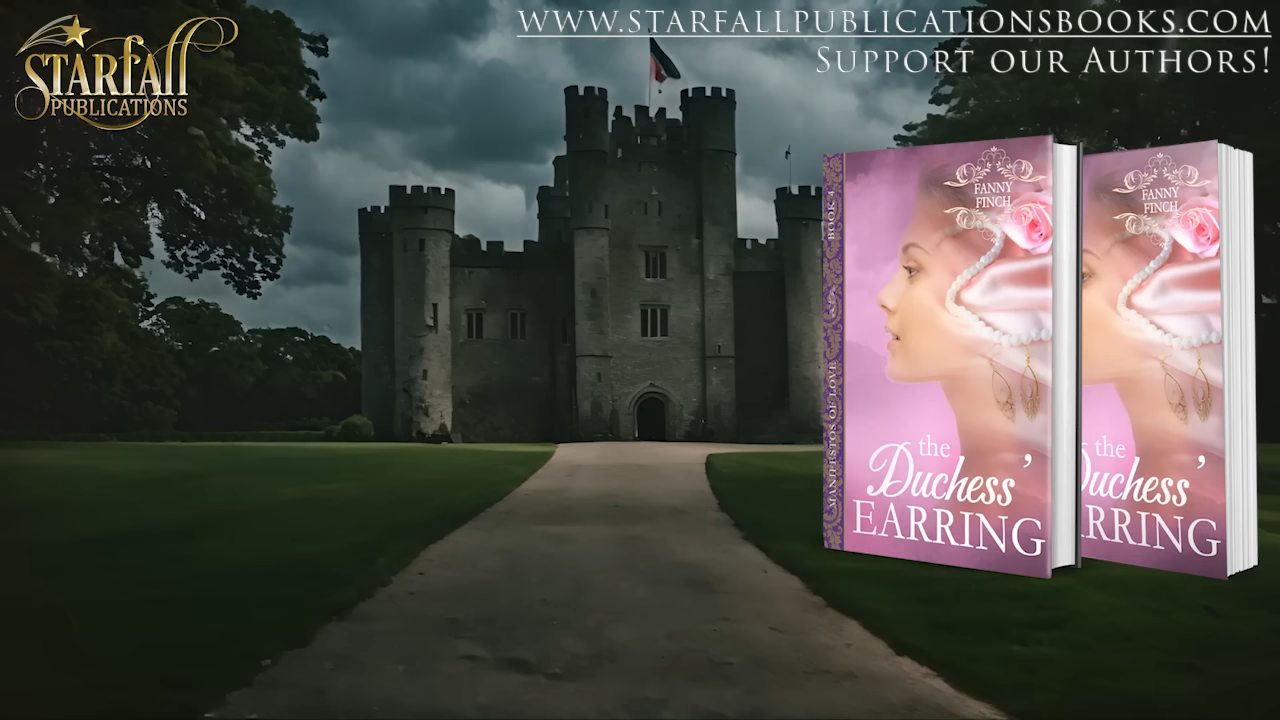 STARfall
PUBLICATIONS
www.starfallpublicationsbooks.com
Support our Authors!
FANNY
FINCH
the
Duchess'
EARRING
MANIFESTOS OF LOVE
BOOK 1
FANNY
FINCH
the
Duchess'
RRING